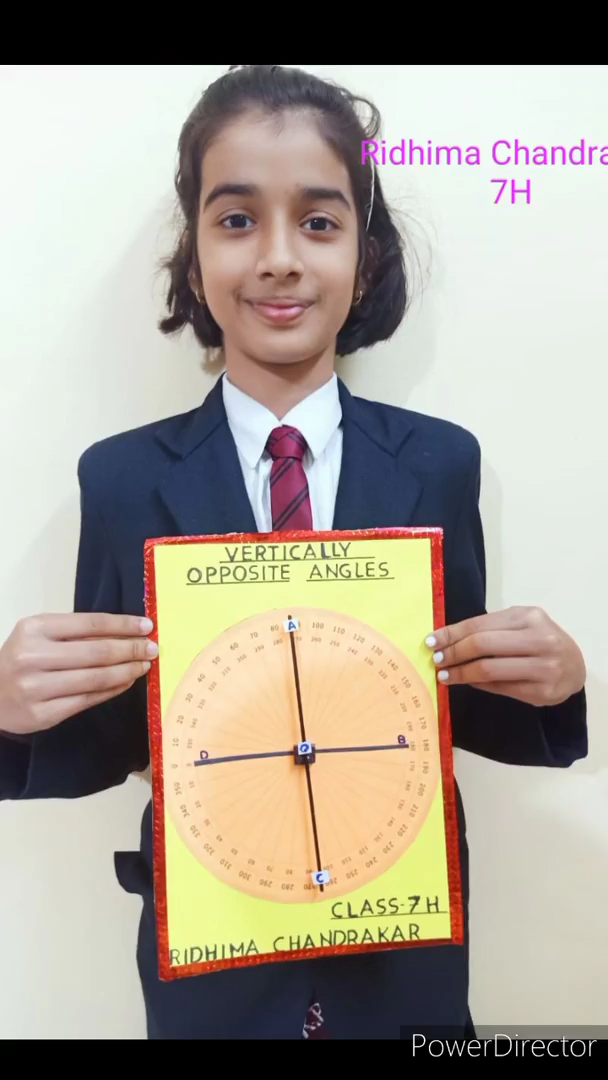 Ridhima Chandra
7H
VERTICALLY
OPPOSITE ANGLES
A
D
O
B
C
CLASS-7H
RIDHIMA CHANDRAKAR
PowerDirector